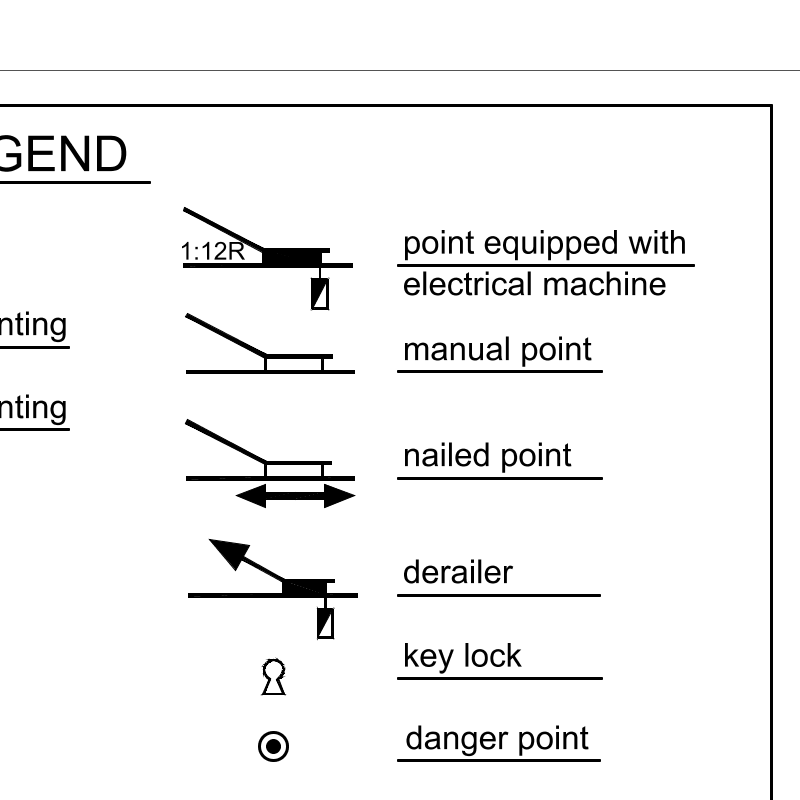 GEND
1:12R
point equipped with
electrical machine
nting
manual point
nting
nailed point
derailer
key lock
danger point